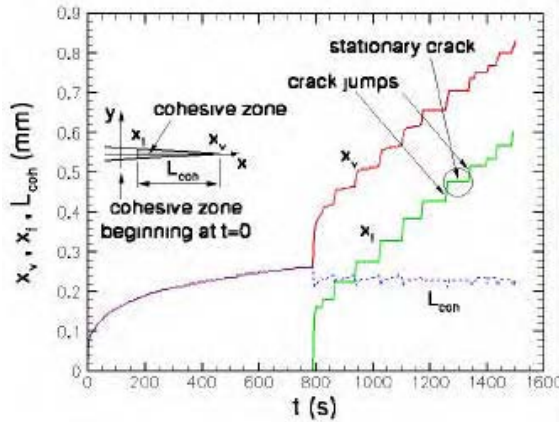 x_v, x_l, L_coh (mm)
0.9
0.8
0.7
0.6
0.5
0.4
0.3
0.2
0.1
0
stationary crack
crack jumps
y
cohesive zone
x_l
x_v
x
L_coh
cohesive zone
beginning at t=0
x_v
x_l
L_coh
0 200 400 600 800 1000 1200 1400 1600
t (s)